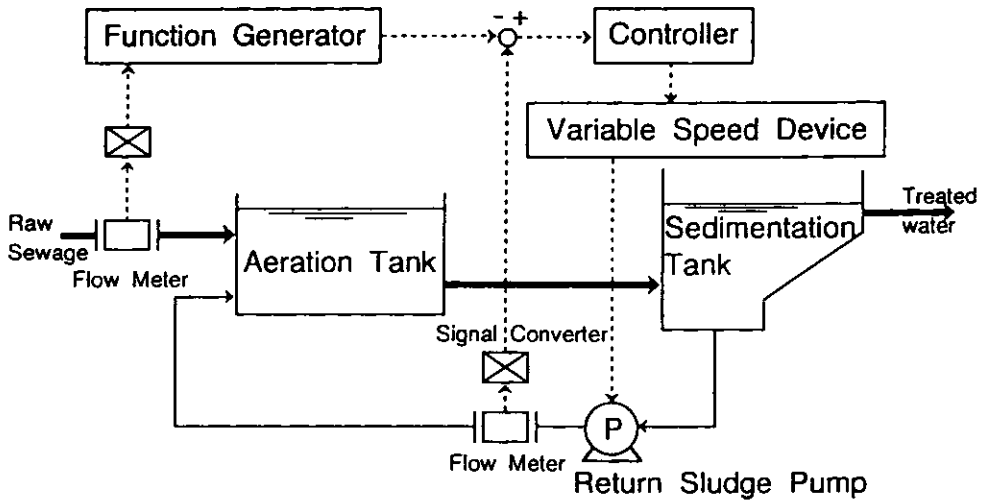 - +
Function Generator
Controller
Variable Speed Device
Raw
Sewage
Flow Meter
Aeration Tank
Sedimentation
Tank
Treated
water
Signal Converter
P
Flow Meter
Return Sludge Pump